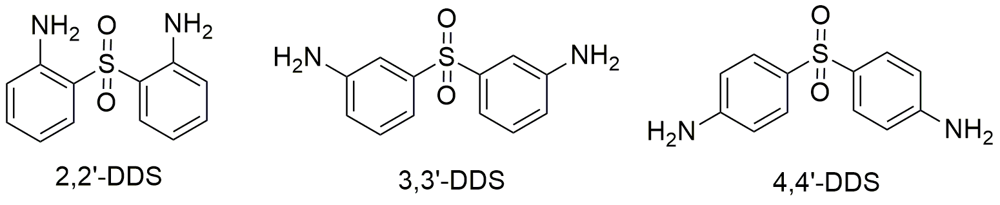 NH₂ O NH₂
S
O
2,2'-DDS
O
H₂N S NH₂
O
3,3'-DDS
O
S
O
H₂N NH₂
4,4'-DDS